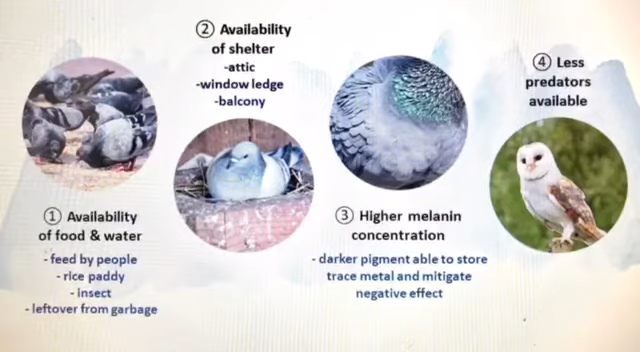 ① Availability
of food & water
- feed by people
- rice paddy
- insect
- leftover from garbage
② Availability
of shelter
-attic
-window ledge
-balcony
③ Higher melanin
concentration
- darker pigment able to store
trace metal and mitigate
negative effect
④ Less
predators
available